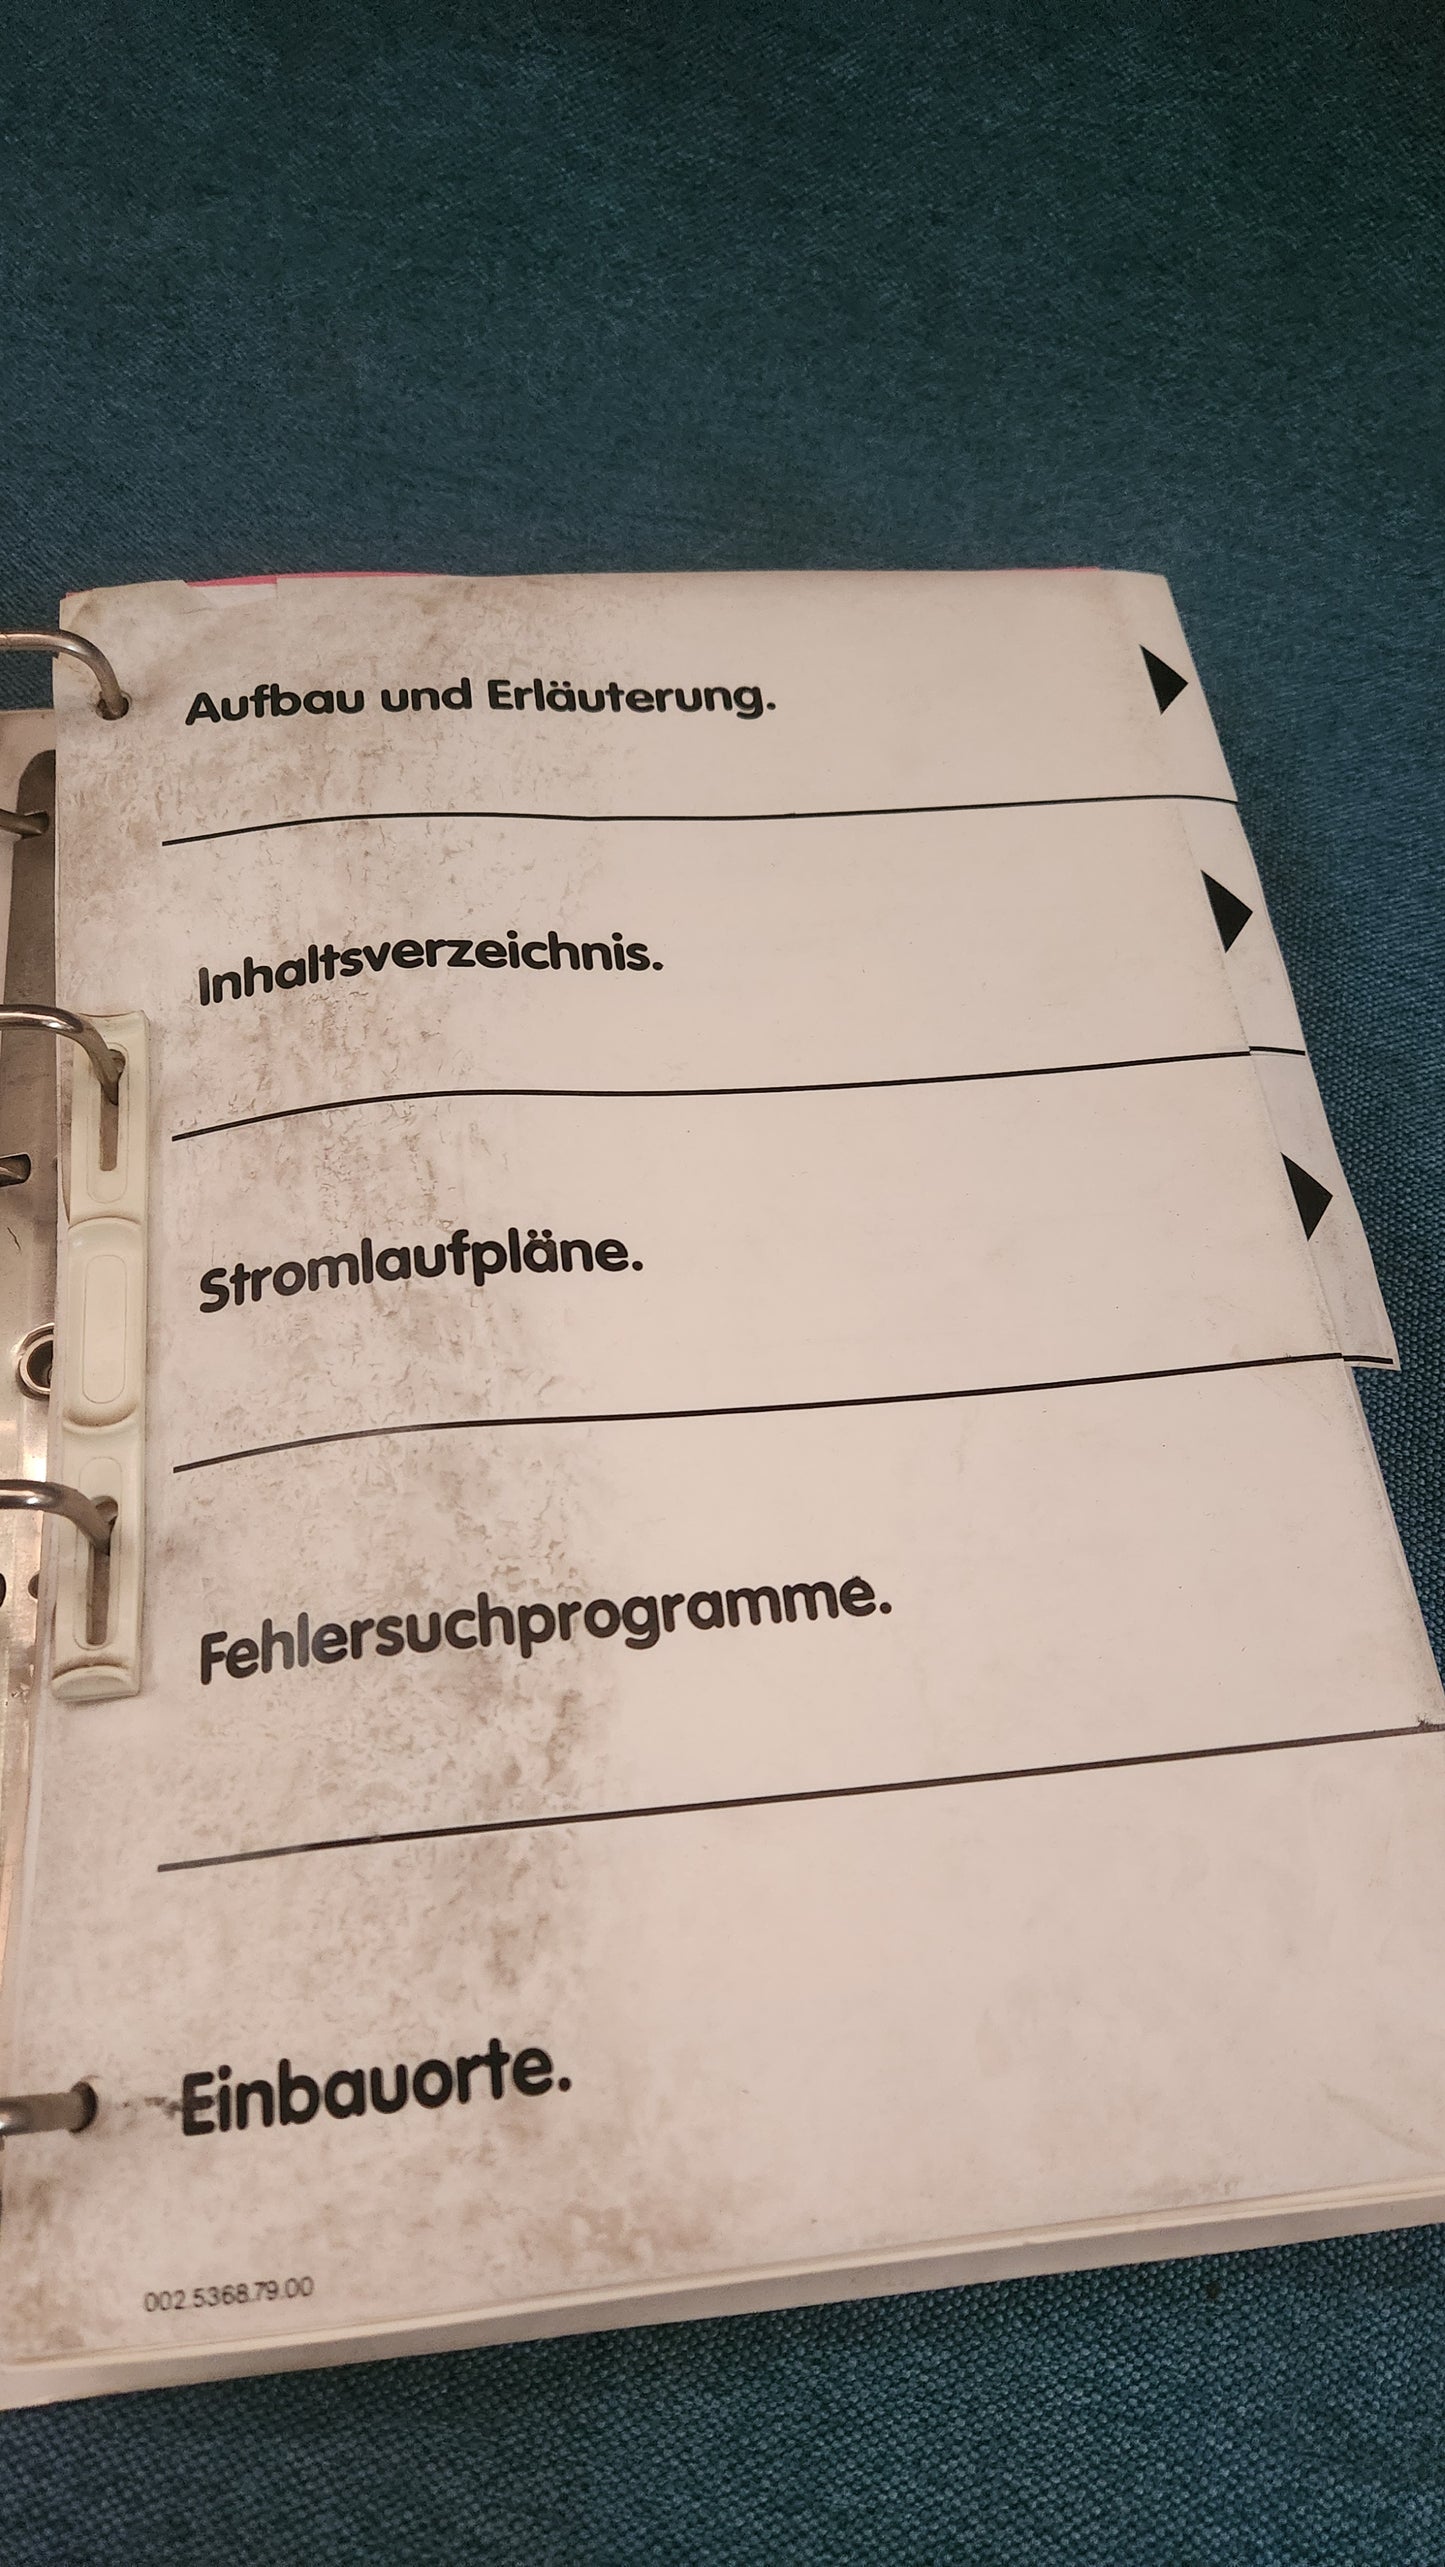 Aufbau und Erläuterung.
Inhaltsverzeichnis.
Stromlaufpläne.
Fehlersuchprogramme.
Einbauorte.
002.5368.79.00